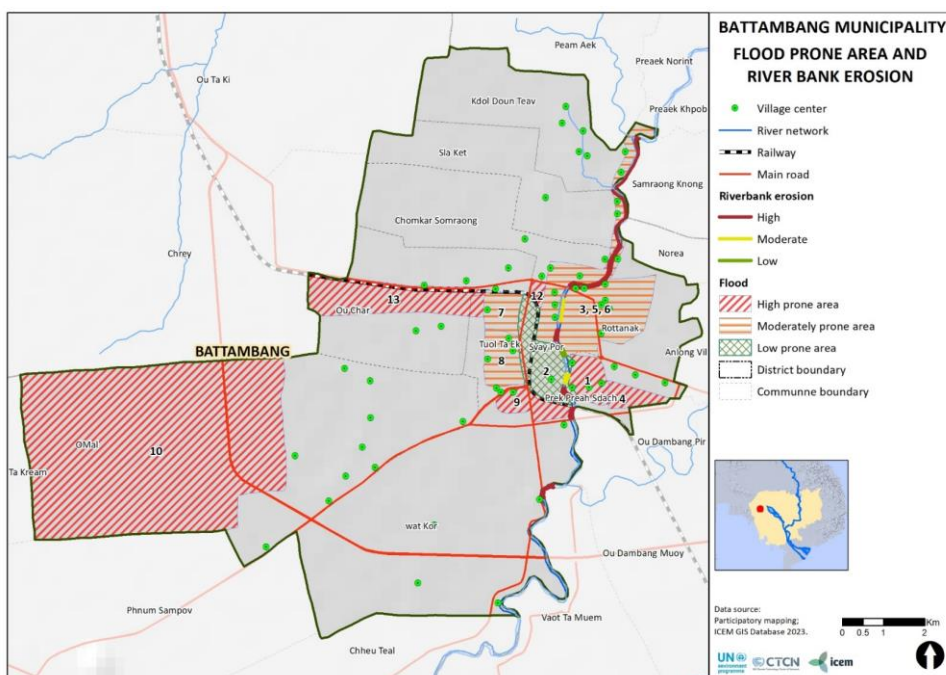 BATTAMBANG MUNICIPALITY
FLOOD PRONE AREA AND
RIVER BANK EROSION
Village center
River network
Railway
Main road
Riverbank erosion
High
Moderate
Low
Flood
High prone area
Moderately prone area
Low prone area
District boundary
Communne boundary
Peam Aek
Preaek Norint
Ou Ta Ki
Kdol Doun Teav
Preaek Khpob
Sla Ket
Samraong Knong
Chomkar Somraong
Norea
Chrey
13
12
Ou Char
7
3, 5, 6
Rottanak
Tuol Ta Ek
Svay Por
BATTAMBANG
8
Anlong Vil
2
1
Prek Preah Sdach
4
9
OMal
10
Ou Dambang Pir
Ta Kream
wat Kor
Ou Dambang Muoy
Phnum Sampov
Vaot Ta Muem
Chheu Teal
Data source:
Participatory mapping;
ICEM GIS Database 2023.
Km
0 0.5 1 2
UN
environment
programme
CTCN
icem